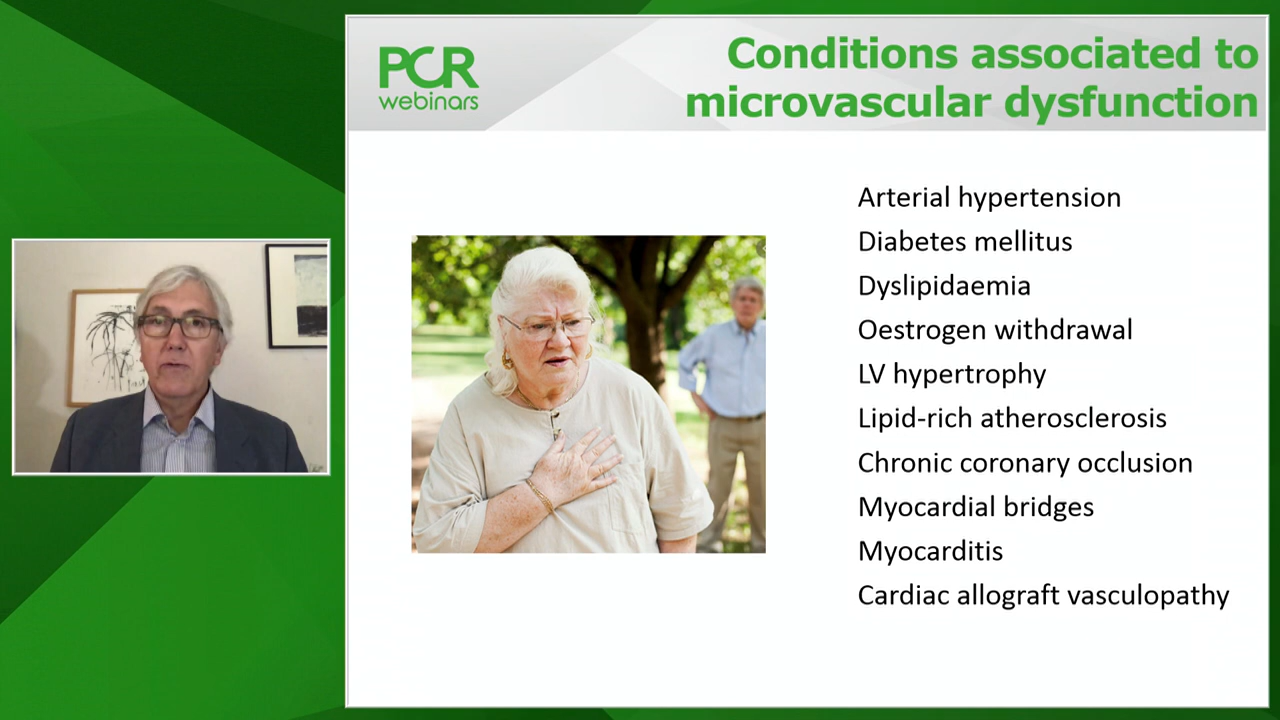 PCR
webinars
Conditions associated to
microvascular dysfunction
Arterial hypertension
Diabetes mellitus
Dyslipidaemia
Oestrogen withdrawal
LV hypertrophy
Lipid-rich atherosclerosis
Chronic coronary occlusion
Myocardial bridges
Myocarditis
Cardiac allograft vasculopathy